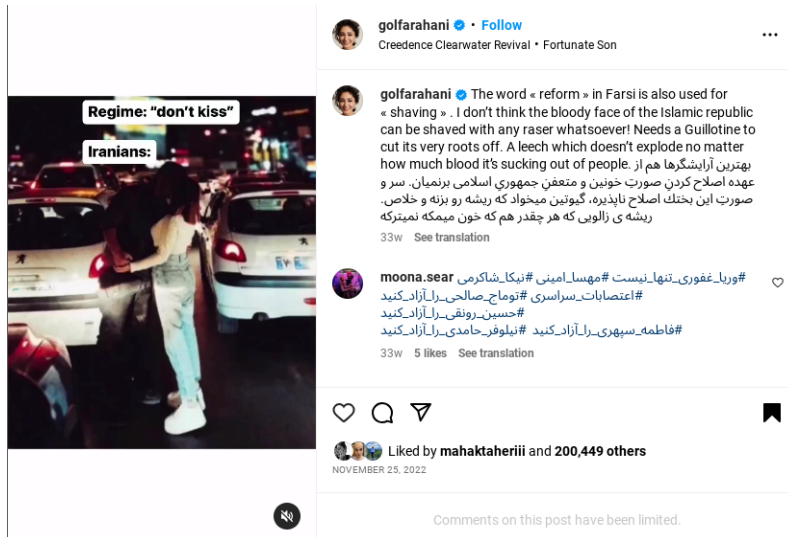 Regime: “don’t kiss”
Iranians:
golfarahani • Follow
Creedence Clearwater Revival • Fortunate Son
golfarahani The word « reform » in Farsi is also used for
« shaving » . I don’t think the bloody face of the Islamic republic
can be shaved with any raser whatsoever! Needs a Guillotine to
cut its very roots off. A leech which doesn’t explode no matter
how much blood it’s sucking out of people. بهترین آرایشگرها هم از
عهده اصلاح کردنِ صورتِ خونین و متعفنِ جمهوریِ اسلامی برنمیان. سر و
صورتِ این بختك اصلاح ناپذیره، گیوتین میخواد که ریشه رو بزنه و خلاص.
ریشه ی زالویی که هر چقدر هم که خون میمکه نمیترکه
33w See translation
moona.sear #وریا_غفوری_تنها_نیست #مهسا_امینی #نیکا_شاکرمی
#اعتصابات_سراسری #توماج_صالحی_را_آزاد_کنید
#حسین_رونقی_را_آزاد_کنید
#فاطمه_سپهری_را_آزاد_کنید #نیلوفر_حامدی_را_آزاد_کنید
33w 5 likes See translation
Liked by mahaktaheriii and 200,449 others
NOVEMBER 25, 2022
Comments on this post have been limited.